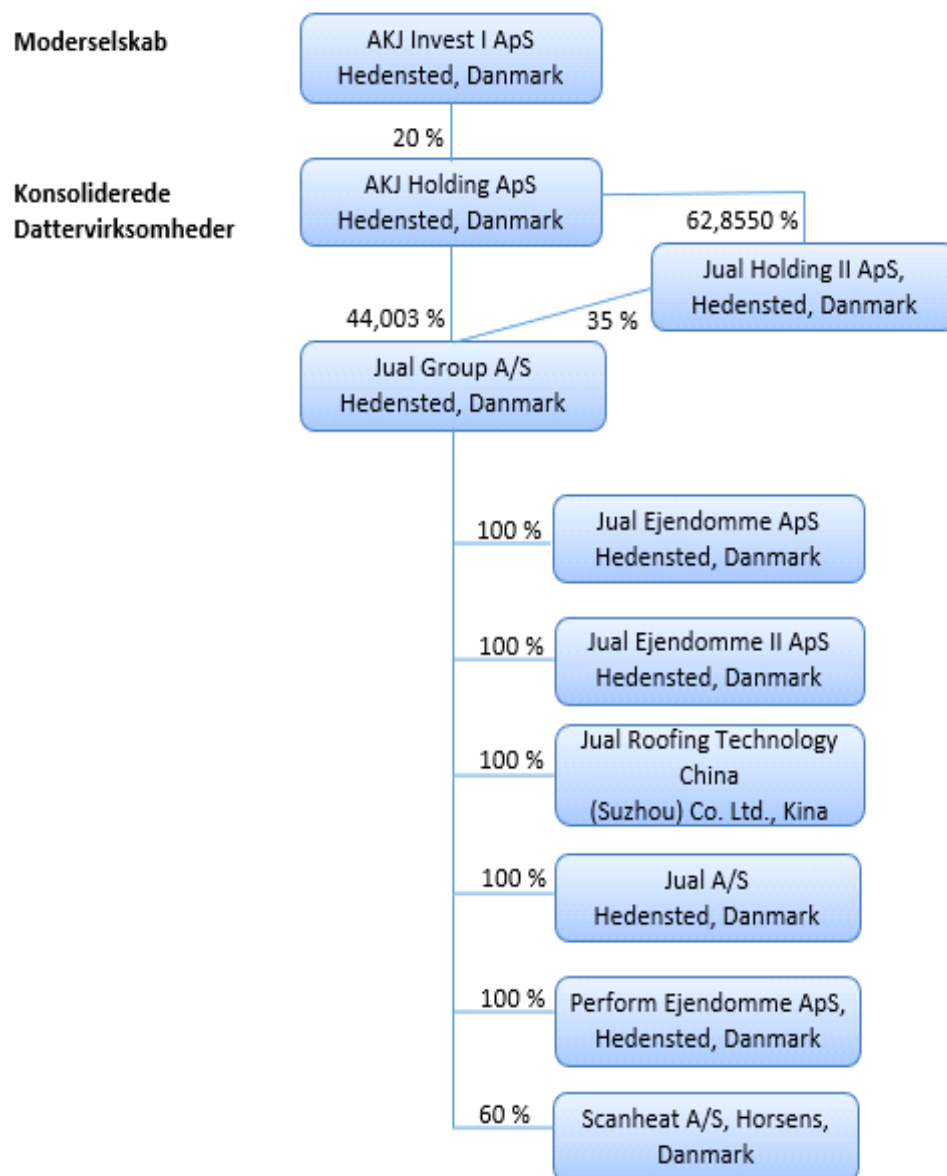 Moderselskab
AKJ Invest I ApS
Hedensted, Danmark
20 %
Konsoliderede
Dattervirksomheder
AKJ Holding ApS
Hedensted, Danmark
62,8550 %
Jual Holding II ApS,
Hedensted, Danmark
44,003 %
35 %
Jual Group A/S
Hedensted, Danmark
100 %
Jual Ejendomme ApS
Hedensted, Danmark
100 %
Jual Ejendomme II ApS
Hedensted, Danmark
100 %
Jual Roofing Technology
China
(Suzhou) Co. Ltd., Kina
100 %
Jual A/S
Hedensted, Danmark
100 %
Perform Ejendomme ApS,
Hedensted, Danmark
60 %
Scanheat A/S, Horsens,
Danmark